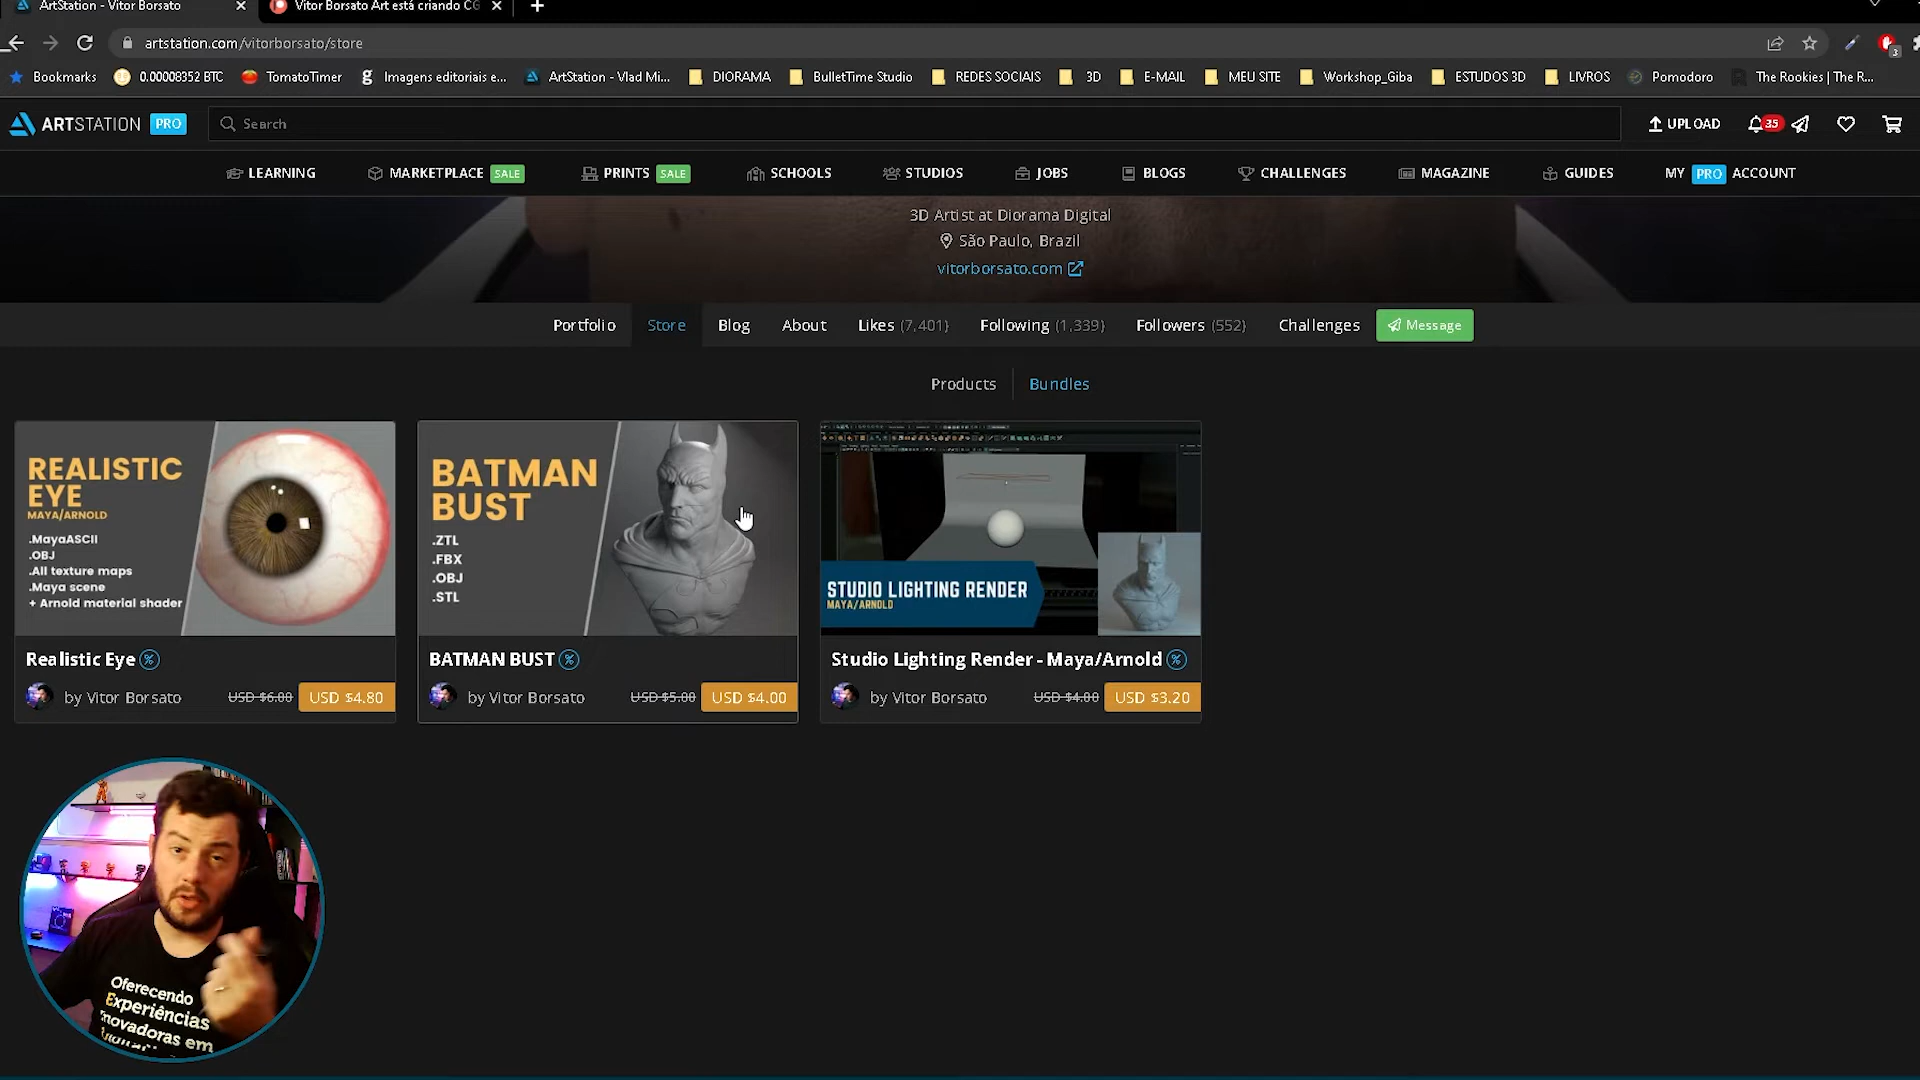 ArtStation - Vitor Borsato
Vitor Borsato Art está criando CG
artstation.com/vitorborsato/store
3
Bookmarks
0.00008352 BTC
TomatoTimer
Imagens editoriais e...
ArtStation - Vlad Mi...
DIORAMA
BulletTime Studio
REDES SOCIAIS
3D
E-MAIL
MEU SITE
Workshop_Giba
ESTUDOS 3D
LIVROS
Pomodoro
The Rookies | The R...
ARTSTATION PRO
Search
UPLOAD
35
LEARNING
MARKETPLACE SALE
PRINTS SALE
SCHOOLS
STUDIOS
JOBS
BLOGS
CHALLENGES
MAGAZINE
GUIDES
MY PRO ACCOUNT
3D Artist at Diorama Digital
São Paulo, Brazil
vitorborsato.com
Portfolio
Store
Blog
About
Likes (7,401)
Following (1,339)
Followers (552)
Challenges
Message
Products
Bundles
REALISTIC
EYE
MAYA/ARNOLD
.MayaASCII
.OBJ
.All texture maps
.Maya scene
+ Arnold material shader
Realistic Eye
by Vitor Borsato
USD $6.00
USD $4.80
BATMAN
BUST
.ZTL
.FBX
.OBJ
.STL
BATMAN BUST
by Vitor Borsato
USD $5.00
USD $4.00
STUDIO LIGHTING RENDER
MAYA/ARNOLD
Studio Lighting Render - Maya/Arnold
by Vitor Borsato
USD $4.00
USD $3.20
Oferecendo
Experiências
Inovadoras em